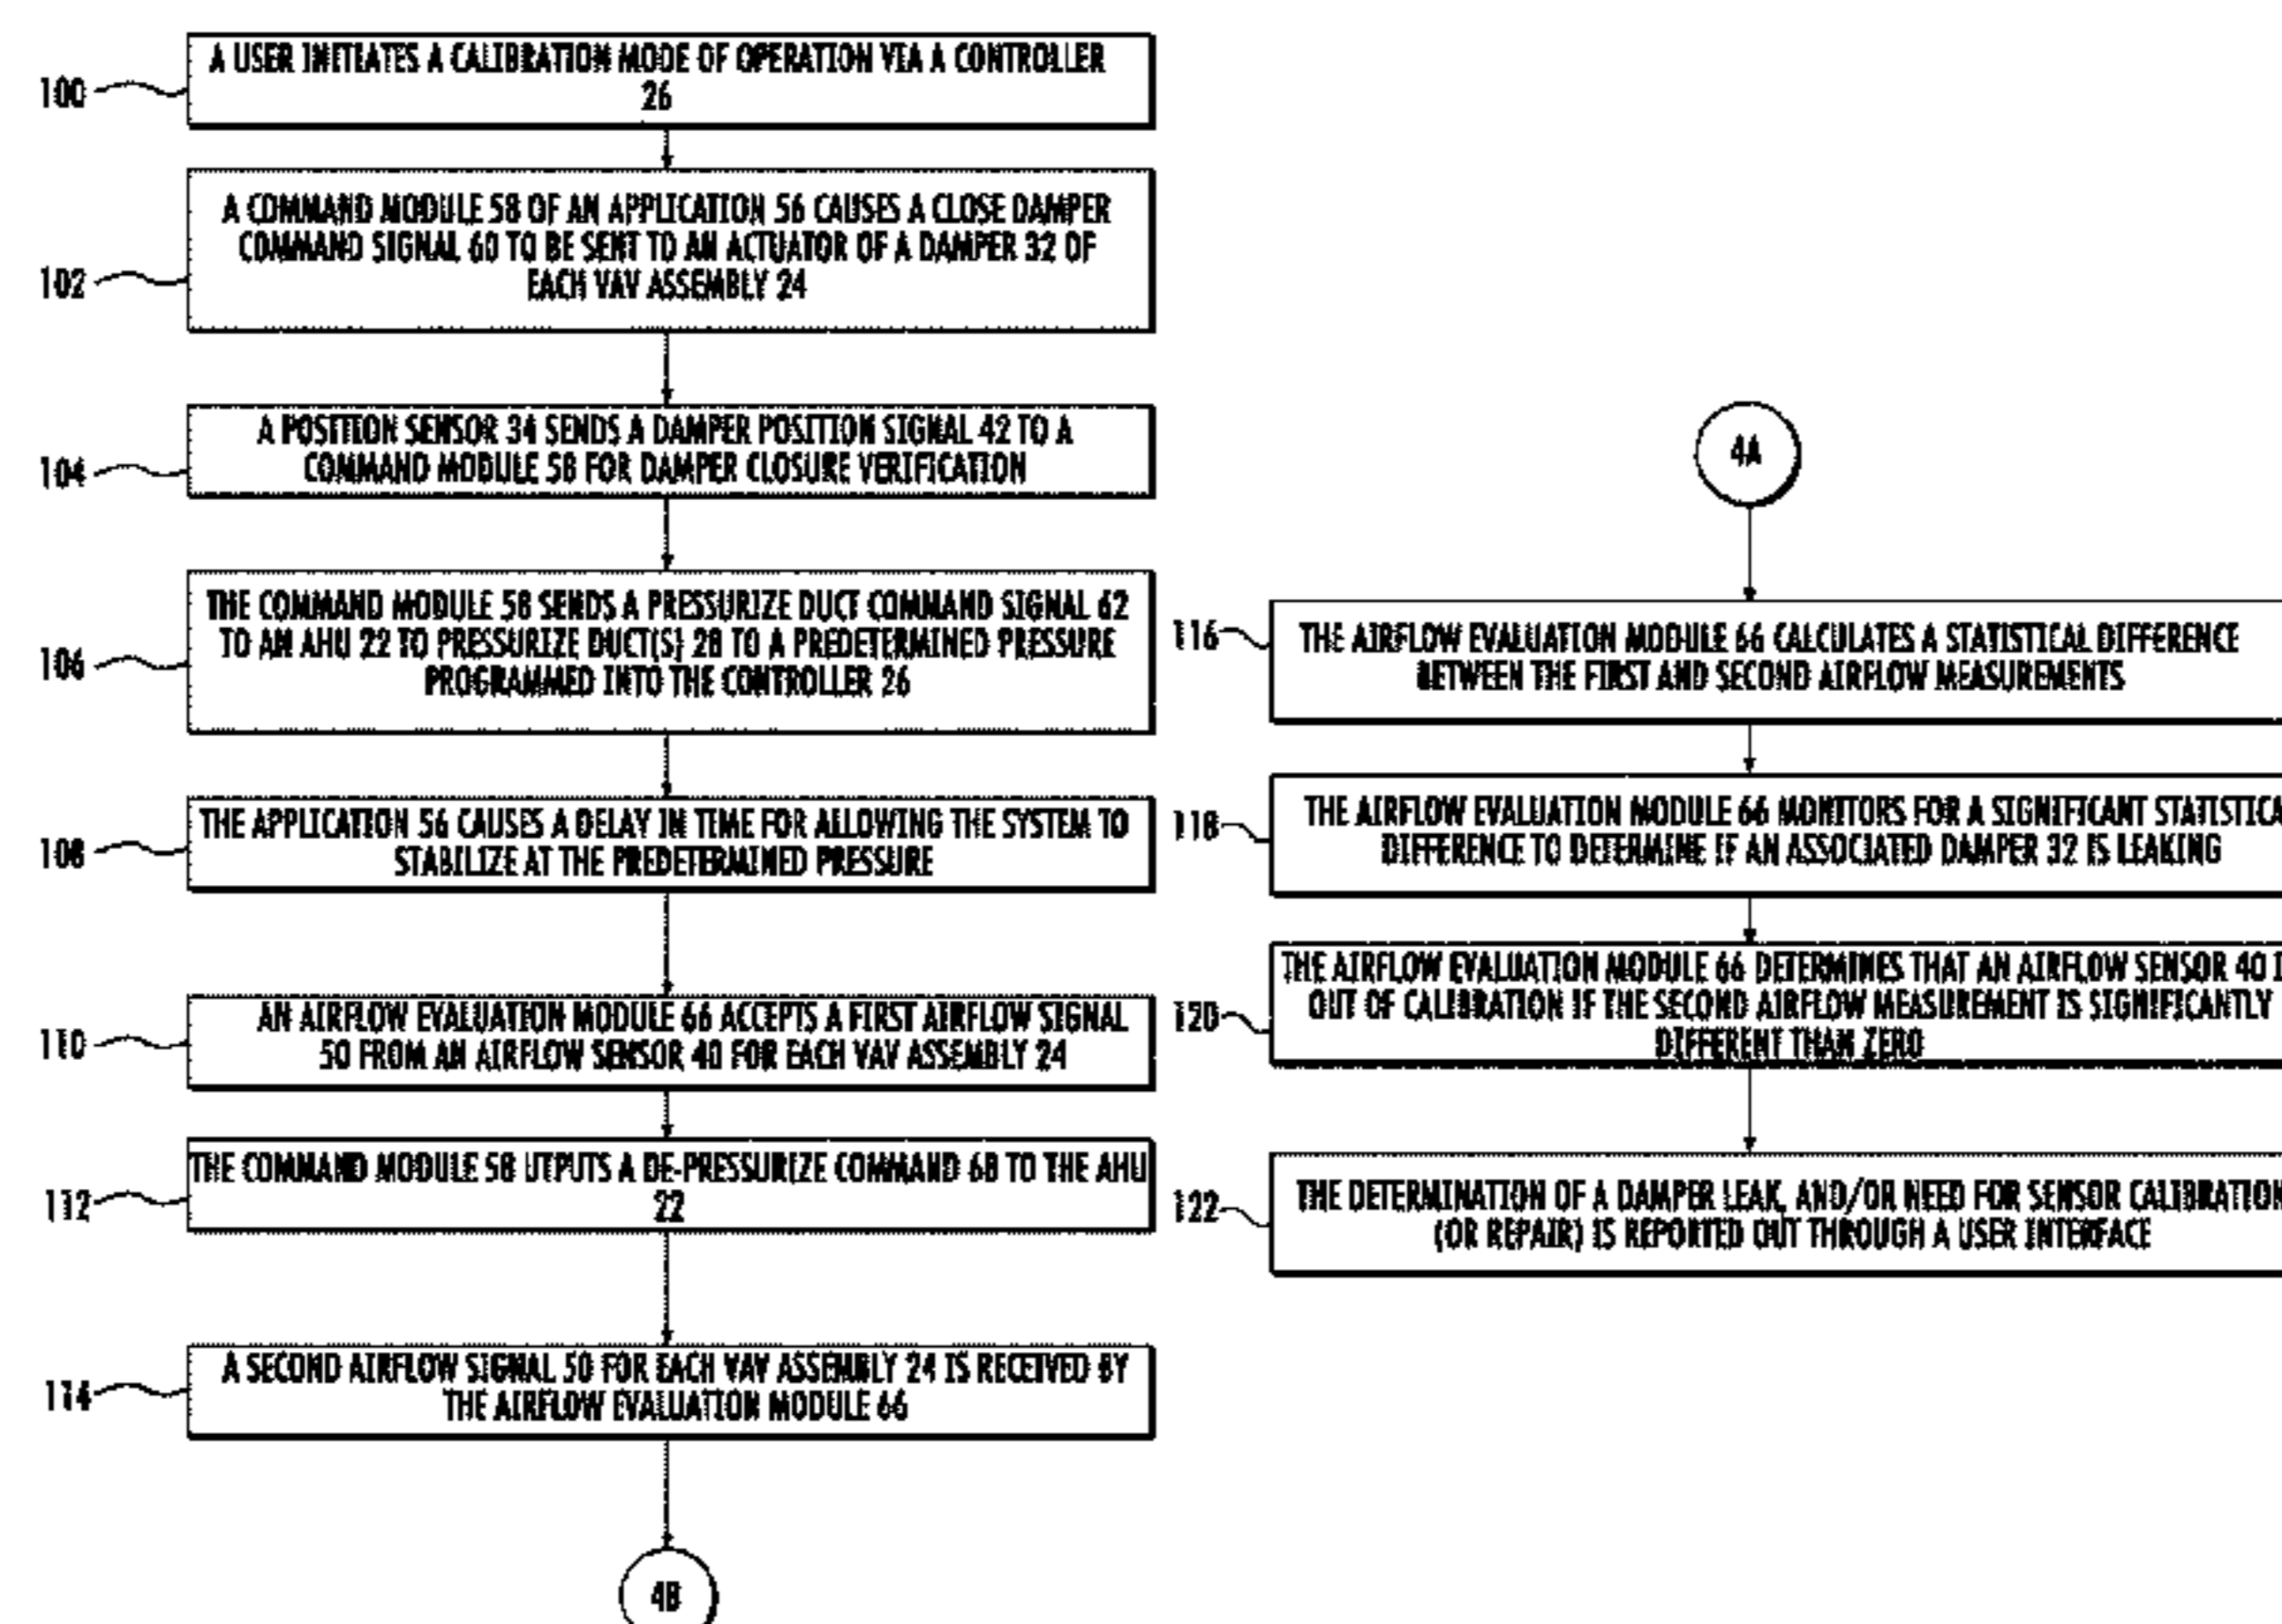 100
A USER INITIATES A CALIBRATION MODE OF OPERATION VIA A CONTROLLER
26
102
A COMMAND MODULE 58 OF AN APPLICATION 56 CAUSES A CLOSE DAMPER
COMMAND SIGNAL 60 TO BE SENT TO AN ACTUATOR OF A DAMPER 32 OF
EACH VAV ASSEMBLY 24
104
A POSITION SENSOR 34 SENDS A DAMPER POSITION SIGNAL 42 TO A
COMMAND MODULE 58 FOR DAMPER CLOSURE VERIFICATION
106
THE COMMAND MODULE 58 SENDS A PRESSURIZE DUCT COMMAND SIGNAL 62
TO AN AHU 22 TO PRESSURIZE DUCT(S) 28 TO A PREDETERMINED PRESSURE
PROGRAMMED INTO THE CONTROLLER 26
108
THE APPLICATION 56 CAUSES A DELAY IN TIME FOR ALLOWING THE SYSTEM TO
STABILIZE AT THE PREDETERMINED PRESSURE
110
AN AIRFLOW EVALUATION MODULE 66 ACCEPTS A FIRST AIRFLOW SIGNAL
50 FROM AN AIRFLOW SENSOR 40 FOR EACH VAV ASSEMBLY 24
112
THE COMMAND MODULE 58 UTPUTS A DE-PRESSURIZE COMMAND 68 TO THE AHU
22
114
A SECOND AIRFLOW SIGNAL 50 FOR EACH VAV ASSEMBLY 24 IS RECEIVED BY
THE AIRFLOW EVALUATION MODULE 66
4B
4A
116
THE AIRFLOW EVALUATION MODULE 66 CALCULATES A STATISTICAL DIFFERENCE
BETWEEN THE FIRST AND SECOND AIRFLOW MEASUREMENTS
118
THE AIRFLOW EVALUATION MODULE 66 MONITORS FOR A SIGNIFICANT STATISTICA
DIFFERENCE TO DETERMINE IF AN ASSOCIATED DAMPER 32 IS LEAKING
120
THE AIRFLOW EVALUATION MODULE 66 DETERMINES THAT AN AIRFLOW SENSOR 40 I
OUT OF CALIBRATION IF THE SECOND AIRFLOW MEASUREMENT IS SIGNIFICANTLY
DIFFERENT THAN ZERO
122
THE DETERMINATION OF A DAMPER LEAK, AND/OR NEED FOR SENSOR CALIBRATION
(OR REPAIR) IS REPORTED OUT THROUGH A USER INTERFACE